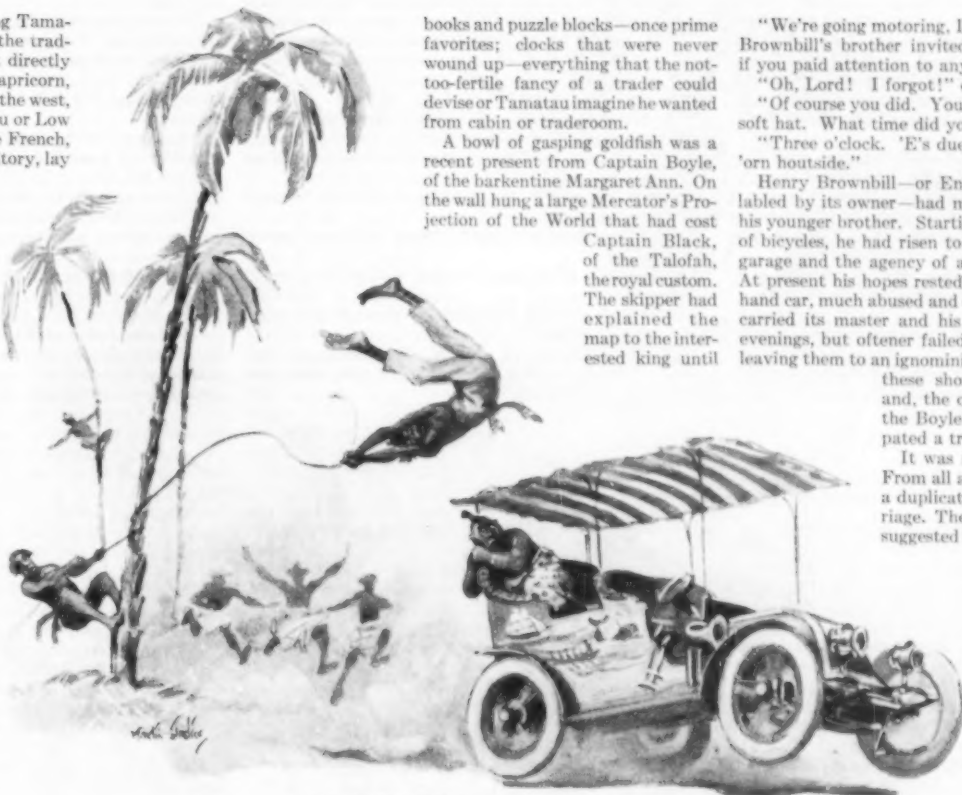 g Tama-
the trad-
directly
apricorn,
the west,
u or Low
e French,
tory, lay
books and puzzle blocks—once prime
favorites; clocks that were never
wound up—everything that the not-
too-fertile fancy of a trader could
devise or Tamatau imagine he wanted
from cabin or traderoom.
A bowl of gasping goldfish was a
recent present from Captain Boyle,
of the barkentine Margaret Ann. On
the wall hung a large Mercator's Pro-
jection of the World that had cost
Captain Black,
of the Talofah,
the royal custom.
The skipper had
explained the
map to the inter-
ested king until
"We're going motoring,
Brownbill's brother invited
if you paid attention to any
"Oh, Lord! I forgot!"
"Of course you did. You
soft hat. What time did yo
"Three o'clock. 'E's due
'orn houtside."
Henry Brownbill—or En
labled by its owner—had n
his younger brother. Starti
of bicycles, he had risen to
garage and the agency of a
At present his hopes rested
hand car, much abused and
carried its master and his
evenings, but oftener failed
leaving them to an ignomini
these sho
and, the o
the Boyle
pated a tr
It was
From all a
a duplicat
riage. The
suggested